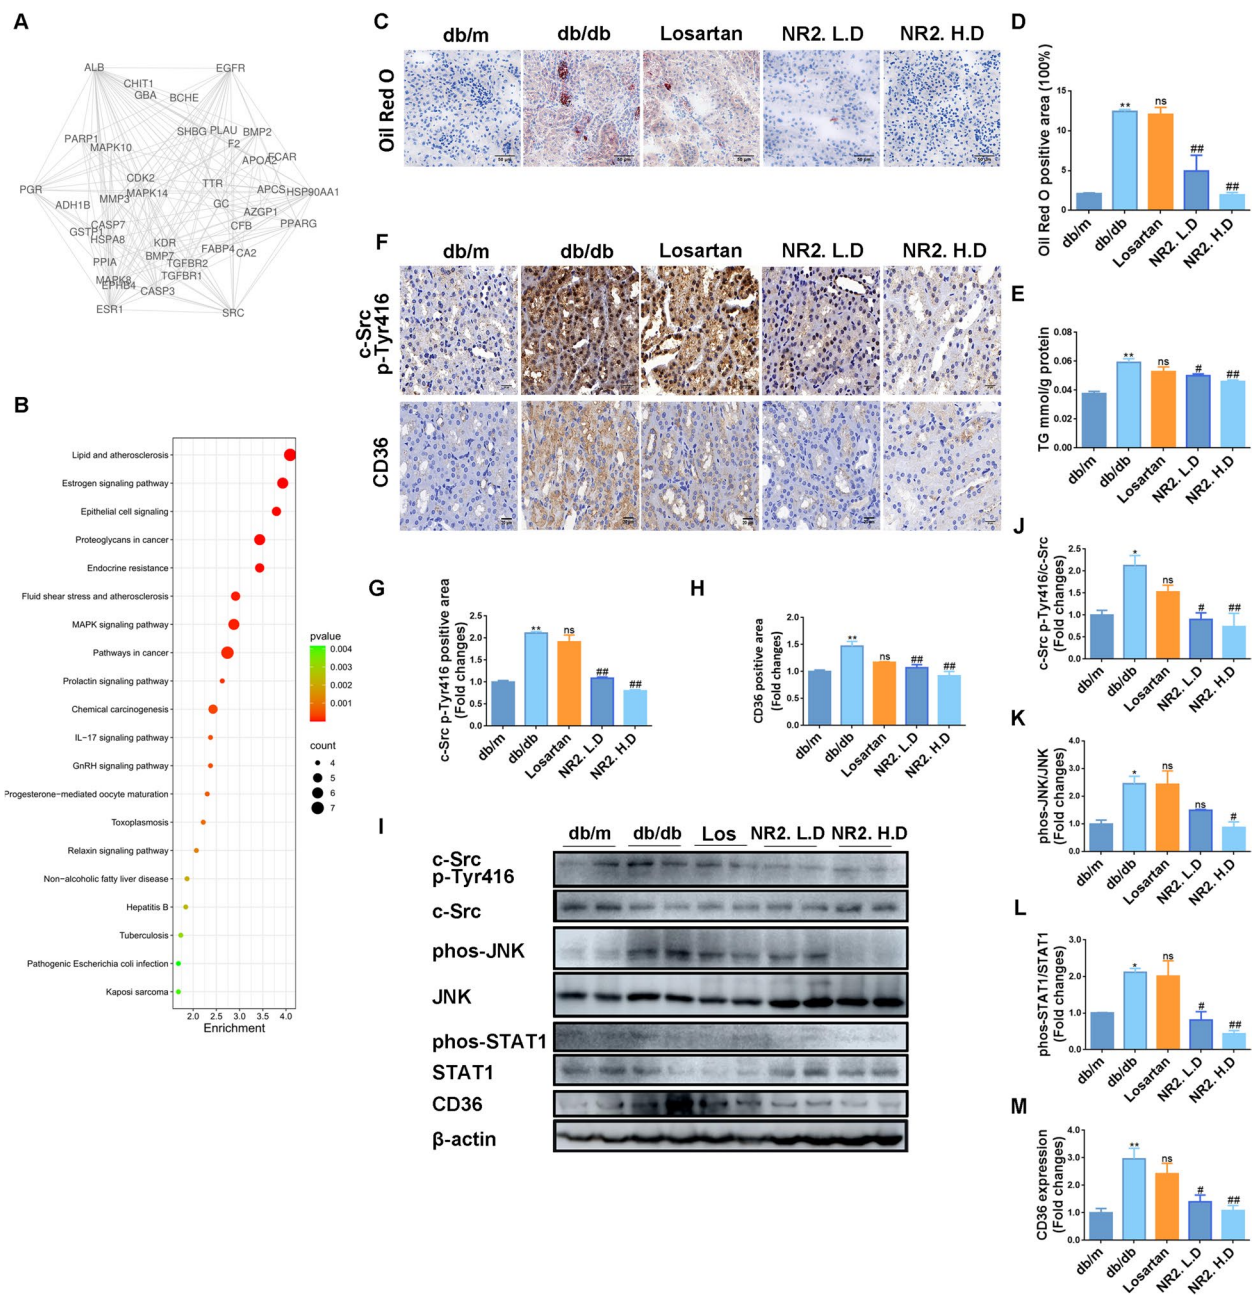 A
ALB
EGFR
CHIT1
GBA
BCHE
SHBG
PLAU
BMP2
F2
PARP1
MAPK10
APOA2
FCAR
CDK2
TTR
PGR
MAPK14
APCS
HSP90AA1
MMP3
ADH1B
GC
AZGP1
CASP7
CFB
PPARG
GSTP1
HSPA8
KDR
FABP4
CA2
BMP7
PPIA
TGFBR2
TGFBR1
MAPK8
EPHB4
CASP3
ESR1
SRC
B
Lipid and atherosclerosis
Estrogen signaling pathway
Epithelial cell signaling
Proteoglycans in cancer
Endocrine resistance
Fluid shear stress and atherosclerosis
MAPK signaling pathway
Pathways in cancer
Prolactin signaling pathway
Chemical carcinogenesis
IL−17 signaling pathway
GnRH signaling pathway
Progesterone−mediated oocyte maturation
Toxoplasmosis
Relaxin signaling pathway
Non−alcoholic fatty liver disease
Hepatitis B
Tuberculosis
Pathogenic Escherichia coli infection
Kaposi sarcoma
2.0 2.5 3.0 3.5 4.0
Enrichment
pvalue
0.004
0.003
0.002
0.001
count
4
5
6
7
C
db/m db/db Losartan NR2. L.D NR2. H.D
Oil Red O
50 μm 50 μm 50 μm 50 μm 50 μm
D
Oil Red O positive area (100%)
15
10
5
0
** ns ## ##
db/m db/db Losartan NR2. L.D NR2. H.D
E
TG mmol/g protein
0.08
0.06
0.04
0.02
0.00
** ns # ##
db/m db/db Losartan NR2. L.D NR2. H.D
F
db/m db/db Losartan NR2. L.D NR2. H.D
c-Src
p-Tyr416
CD36
20 μm 20 μm 20 μm
G
c-Src p-Tyr416 positive area
(Fold changes)
2.5
2.0
1.5
1.0
0.5
0.0
** ns ## ##
db/m db/db Losartan NR2. L.D NR2. H.D
H
CD36 positive area
(Fold changes)
2.0
1.5
1.0
0.5
0.0
** ns ## ##
db/m db/db Losartan NR2. L.D NR2. H.D
I
db/m db/db Los NR2. L.D NR2. H.D
c-Src
p-Tyr416
c-Src
phos-JNK
JNK
phos-STAT1
STAT1
CD36
β-actin
J
c-Src p-Tyr416/c-Src
(Fold changes)
2.5
2.0
1.5
1.0
0.5
0.0
* ns # ##
db/m db/db Losartan NR2. L.D NR2. H.D
K
phos-JNK/JNK
(Fold changes)
4.0
3.0
2.0
1.0
0.0
* ns ns #
db/m db/db Losartan NR2. L.D NR2. H.D
L
phos-STAT1/STAT1
(Fold changes)
3.0
2.0
1.0
0.0
* ns # ##
db/m db/db Losartan NR2. L.D NR2. H.D
M
CD36 expression
(Fold changes)
4.0
3.0
2.0
1.0
0.0
** ns # ##
db/m db/db Losartan NR2. L.D NR2. H.D